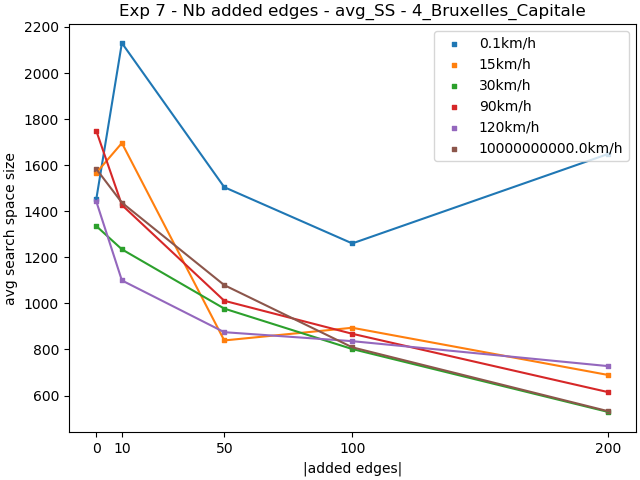 Exp 7 - Nb added edges - avg_SS - 4_Bruxelles_Capitale
avg search space size
2200
2000
1800
1600
1400
1200
1000
800
600
0.1km/h
15km/h
30km/h
90km/h
120km/h
10000000000.0km/h
0 10 50 100 200
|added edges|